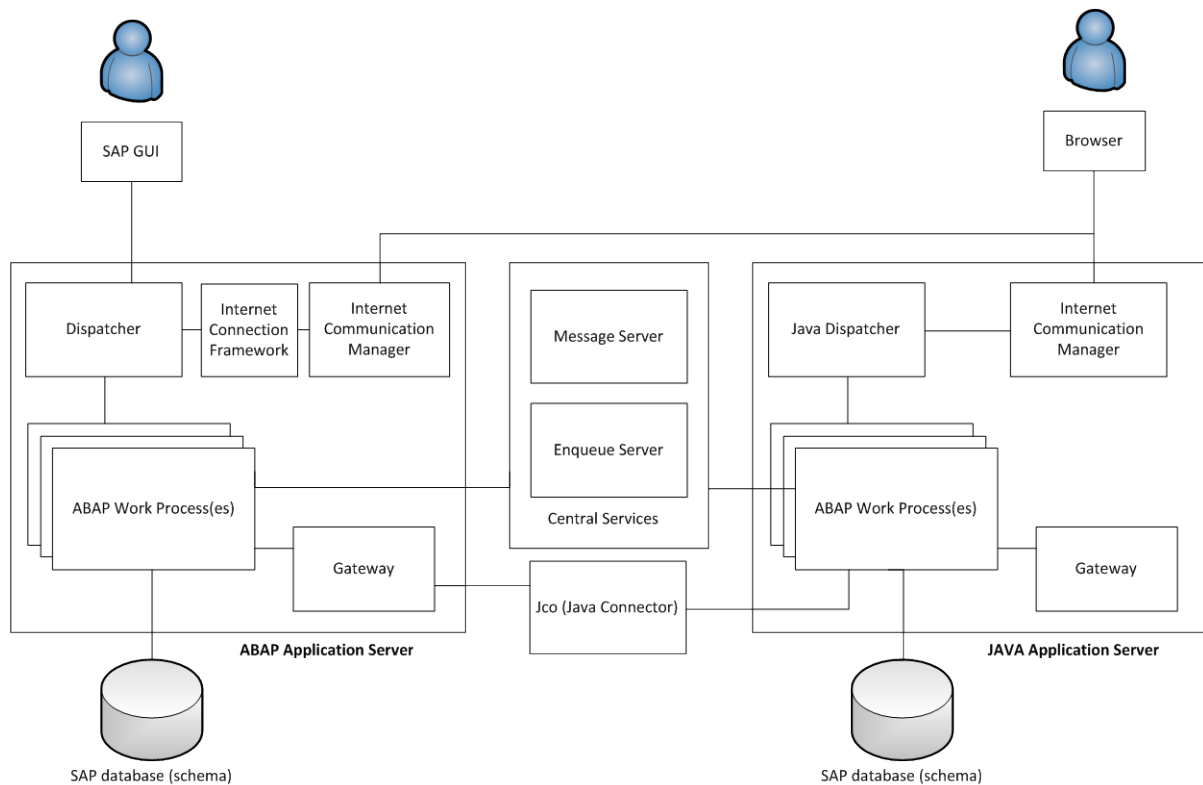 SAP GUI
Browser
Dispatcher
Internet
Connection
Framework
Internet
Communication
Manager
Message Server
Java Dispatcher
Internet
Communication
Manager
Enqueue Server
ABAP Work Process(es)
Central Services
ABAP Work Process(es)
Gateway
Jco (Java Connector)
Gateway
ABAP Application Server
JAVA Application Server
SAP database (schema)
SAP database (schema)